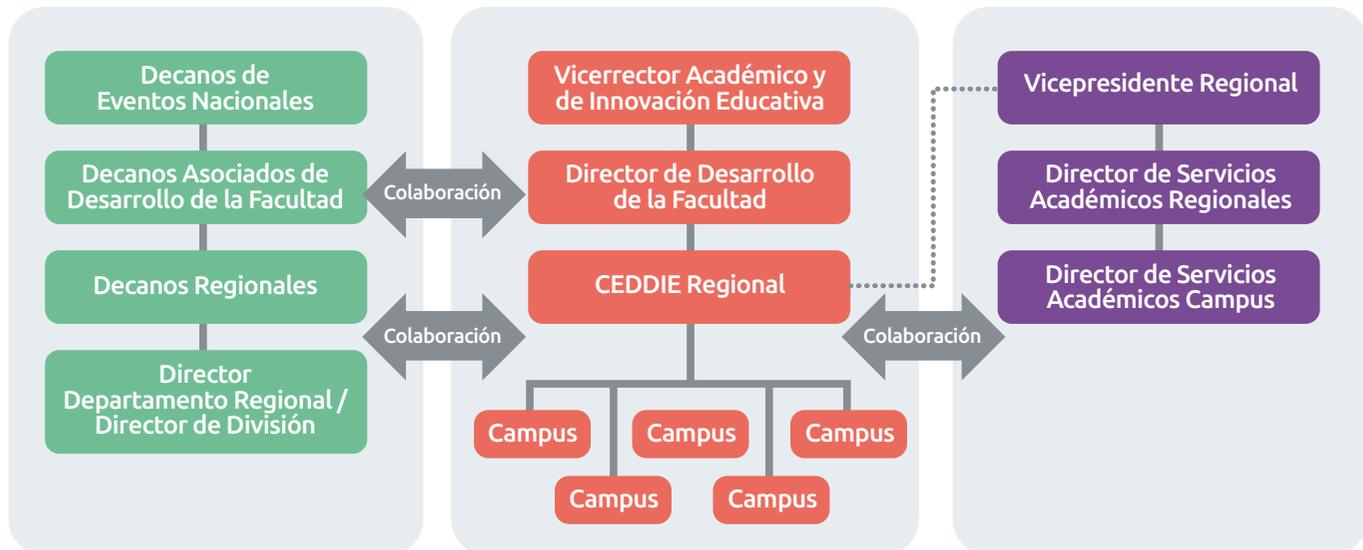 Decanos de
Eventos Nacionales
Decanos Asociados de
Desarrollo de la Facultad
Decanos Regionales
Director
Departamento Regional /
Director de División
Colaboración
Colaboración
Vicerrector Académico y
de Innovación Educativa
Director de Desarrollo
de la Facultad
CEDDIE Regional
Campus
Campus
Campus
Campus
Campus
Colaboración
Vicepresidente Regional
Director de Servicios
Académicos Regionales
Director de Servicios
Académicos Campus